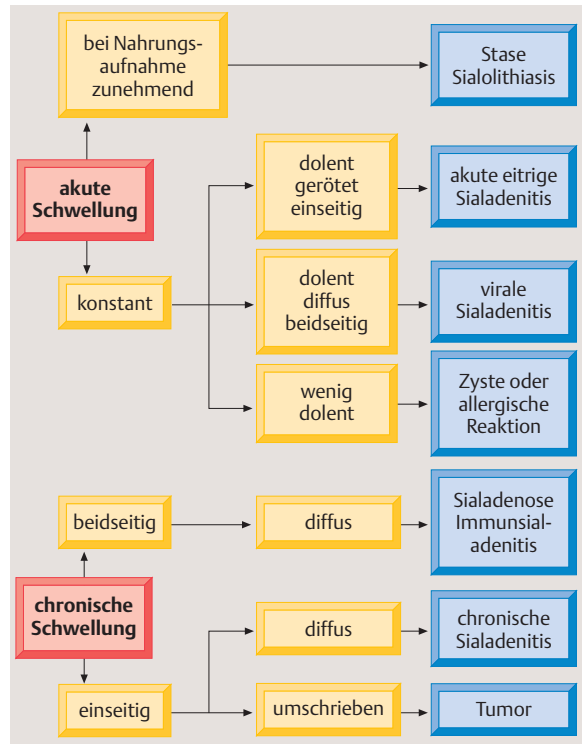 bei Nahrungs-
aufnahme
zunehmend
Stase
Sialolithiasis
akute
Schwellung
konstant
dolent
gerötet
einseitig
akute eitrige
Sialadenitis
dolent
diffus
beidseitig
virale
Sialadenitis
wenig
dolent
Zyste oder
allergische
Reaktion
beidseitig
diffus
Sialadenose
Immunsial-
adenitis
chronische
Schwellung
diffus
chronische
Sialadenitis
einseitig
umschrieben
Tumor